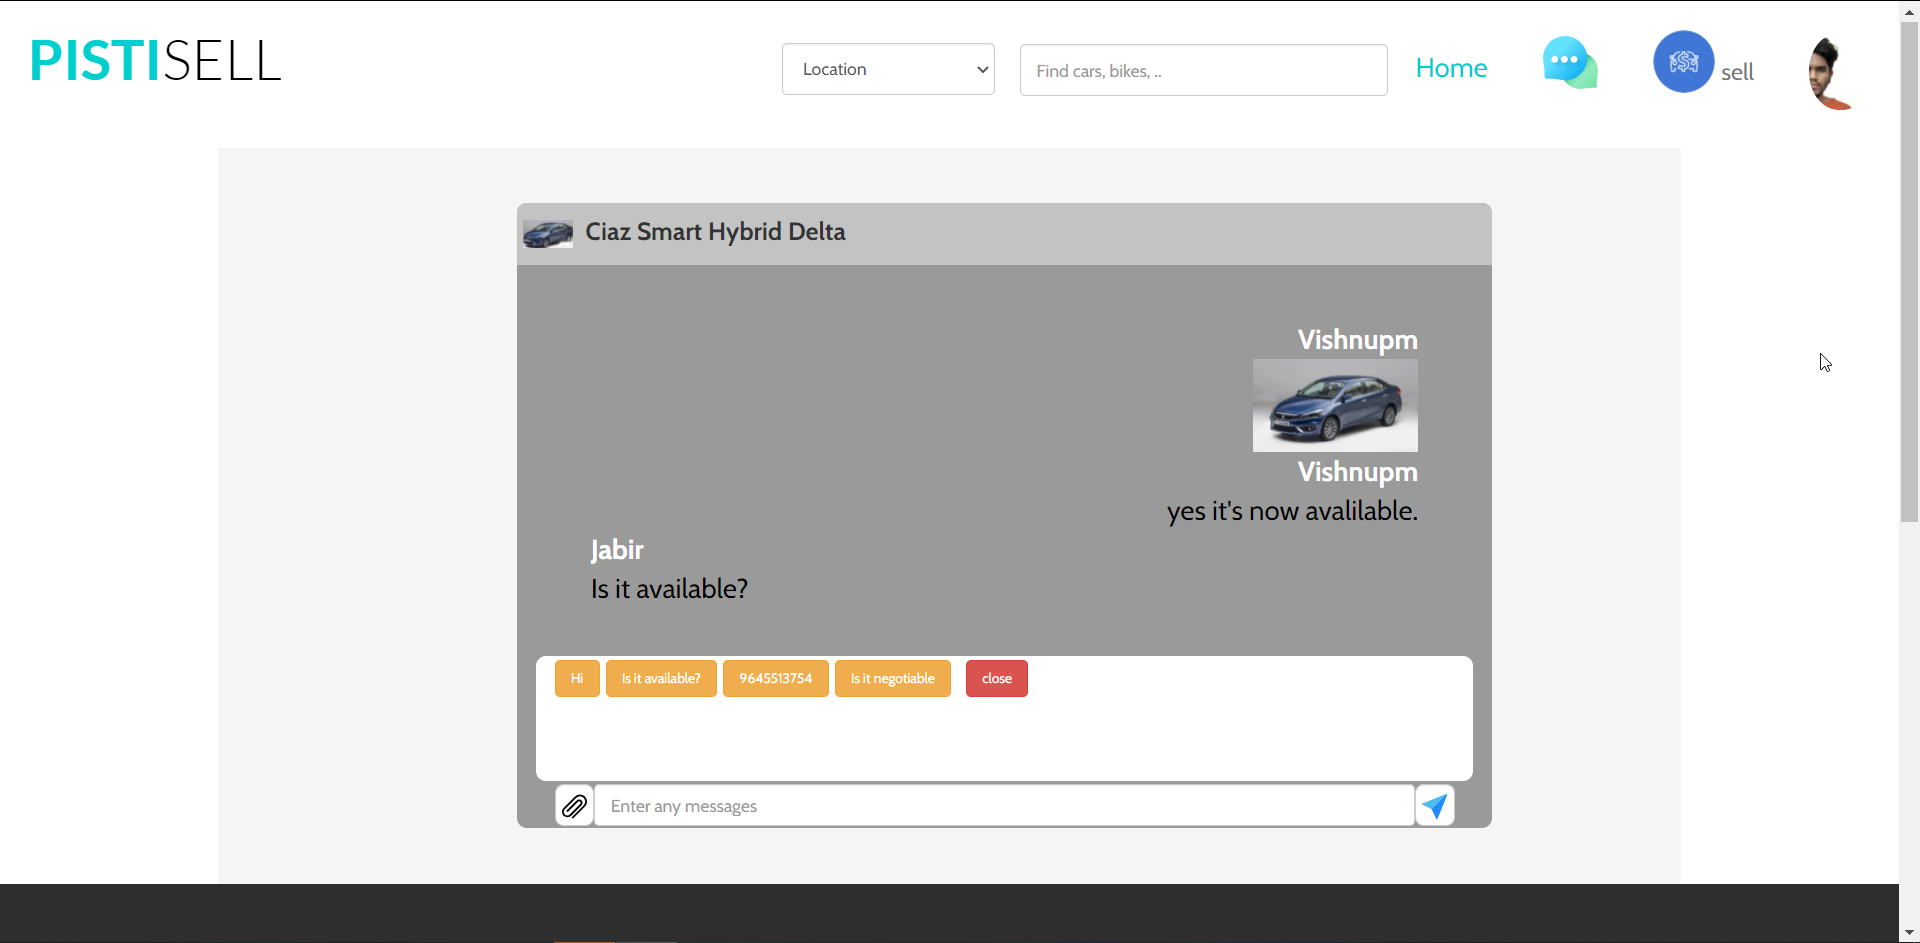 PISTISELL
Location
Find cars, bikes, ..
Home
sell
Ciaz Smart Hybrid Delta
Vishnupm
Vishnupm
yes it's now avalilable.
Jabir
Is it available?
Hi Is it available? 9645513754 Is it negotiable close
Enter any messages